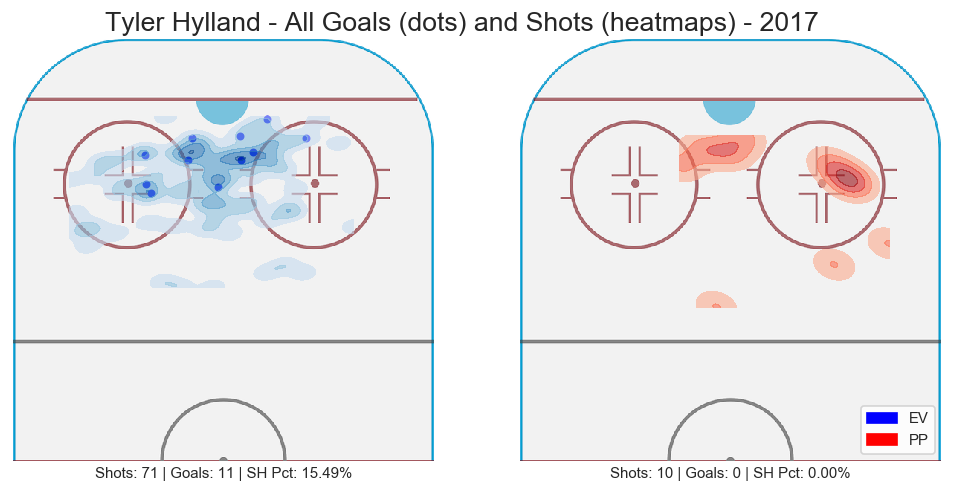 Tyler Hylland - All Goals (dots) and Shots (heatmaps) - 2017
EV
PP
Shots: 71 | Goals: 11 | SH Pct: 15.49%
Shots: 10 | Goals: 0 | SH Pct: 0.00%